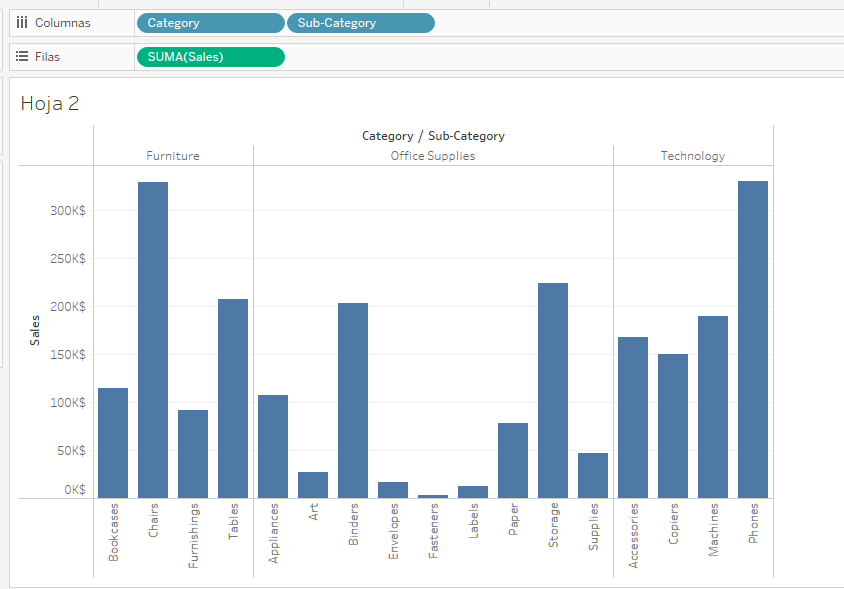 Columnas Category Sub-Category
Filas SUMA(Sales)
Hoja 2
Category / Sub-Category
Furniture Office Supplies Technology
300K$
250K$
200K$
150K$
100K$
50K$
0K$
Sales
Bookcases
Chairs
Furnishings
Tables
Appliances
Art
Binders
Envelopes
Fasteners
Labels
Paper
Storage
Supplies
Accessories
Copiers
Machines
Phones